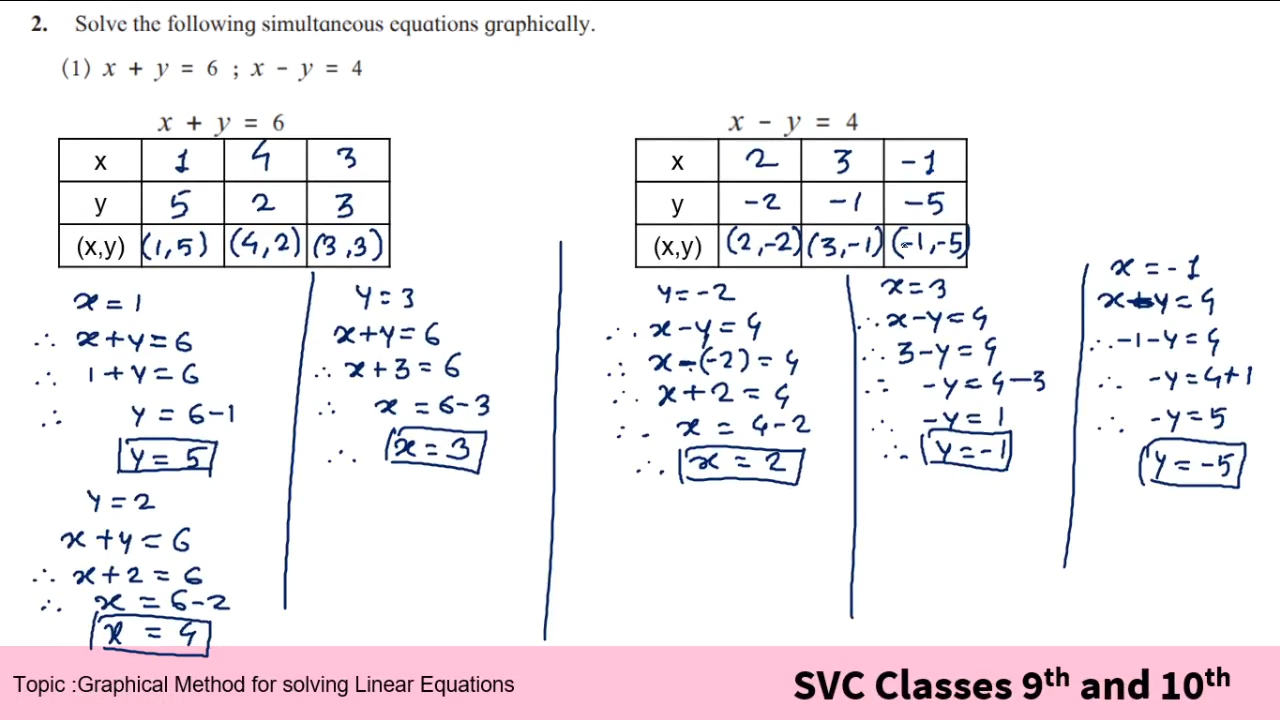 2. Solve the following simultaneous equations graphically.
(1) x + y = 6 ; x - y = 4
x + y = 6
x 1 4 3
y 5 2 3
(x,y) (1,5) (4,2) (3,3)
x = 1
∴ x+y=6
∴ 1+y=6
∴ y = 6-1
y = 5
y = 2
x+y=6
∴ x+2=6
∴ x = 6-2
x = 4
y = 3
x+y=6
∴ x+3=6
∴ x = 6-3
∴ x = 3
x - y = 4
x 2 3 -1
y -2 -1 -5
(x,y) (2,-2) (3,-1) (-1,-5)
y=-2
∴ x-y=4
∴ x-(-2)=4
∴ x+2=4
∴ x = 4-2
∴ x = 2
x=3
∴ x-y=4
∴ 3-y=4
∴ -y=4-3
∴ -y=1
∴ y=-1
x=-1
x-y=4
∴ -1-y=4
∴ -y=4+1
∴ -y=5
y=-5
Topic :Graphical Method for solving Linear Equations
SVC Classes 9th and 10th